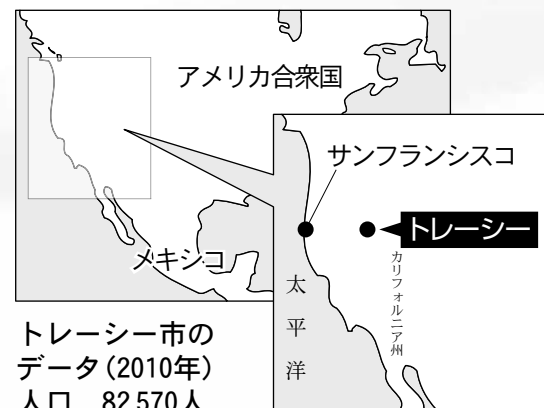 アメリカ合衆国
メキシコ
サンフランシスコ
トレーシー
カリフォルニア州
太平洋
トレーシー市の
データ（2010年）
人口　82,570人